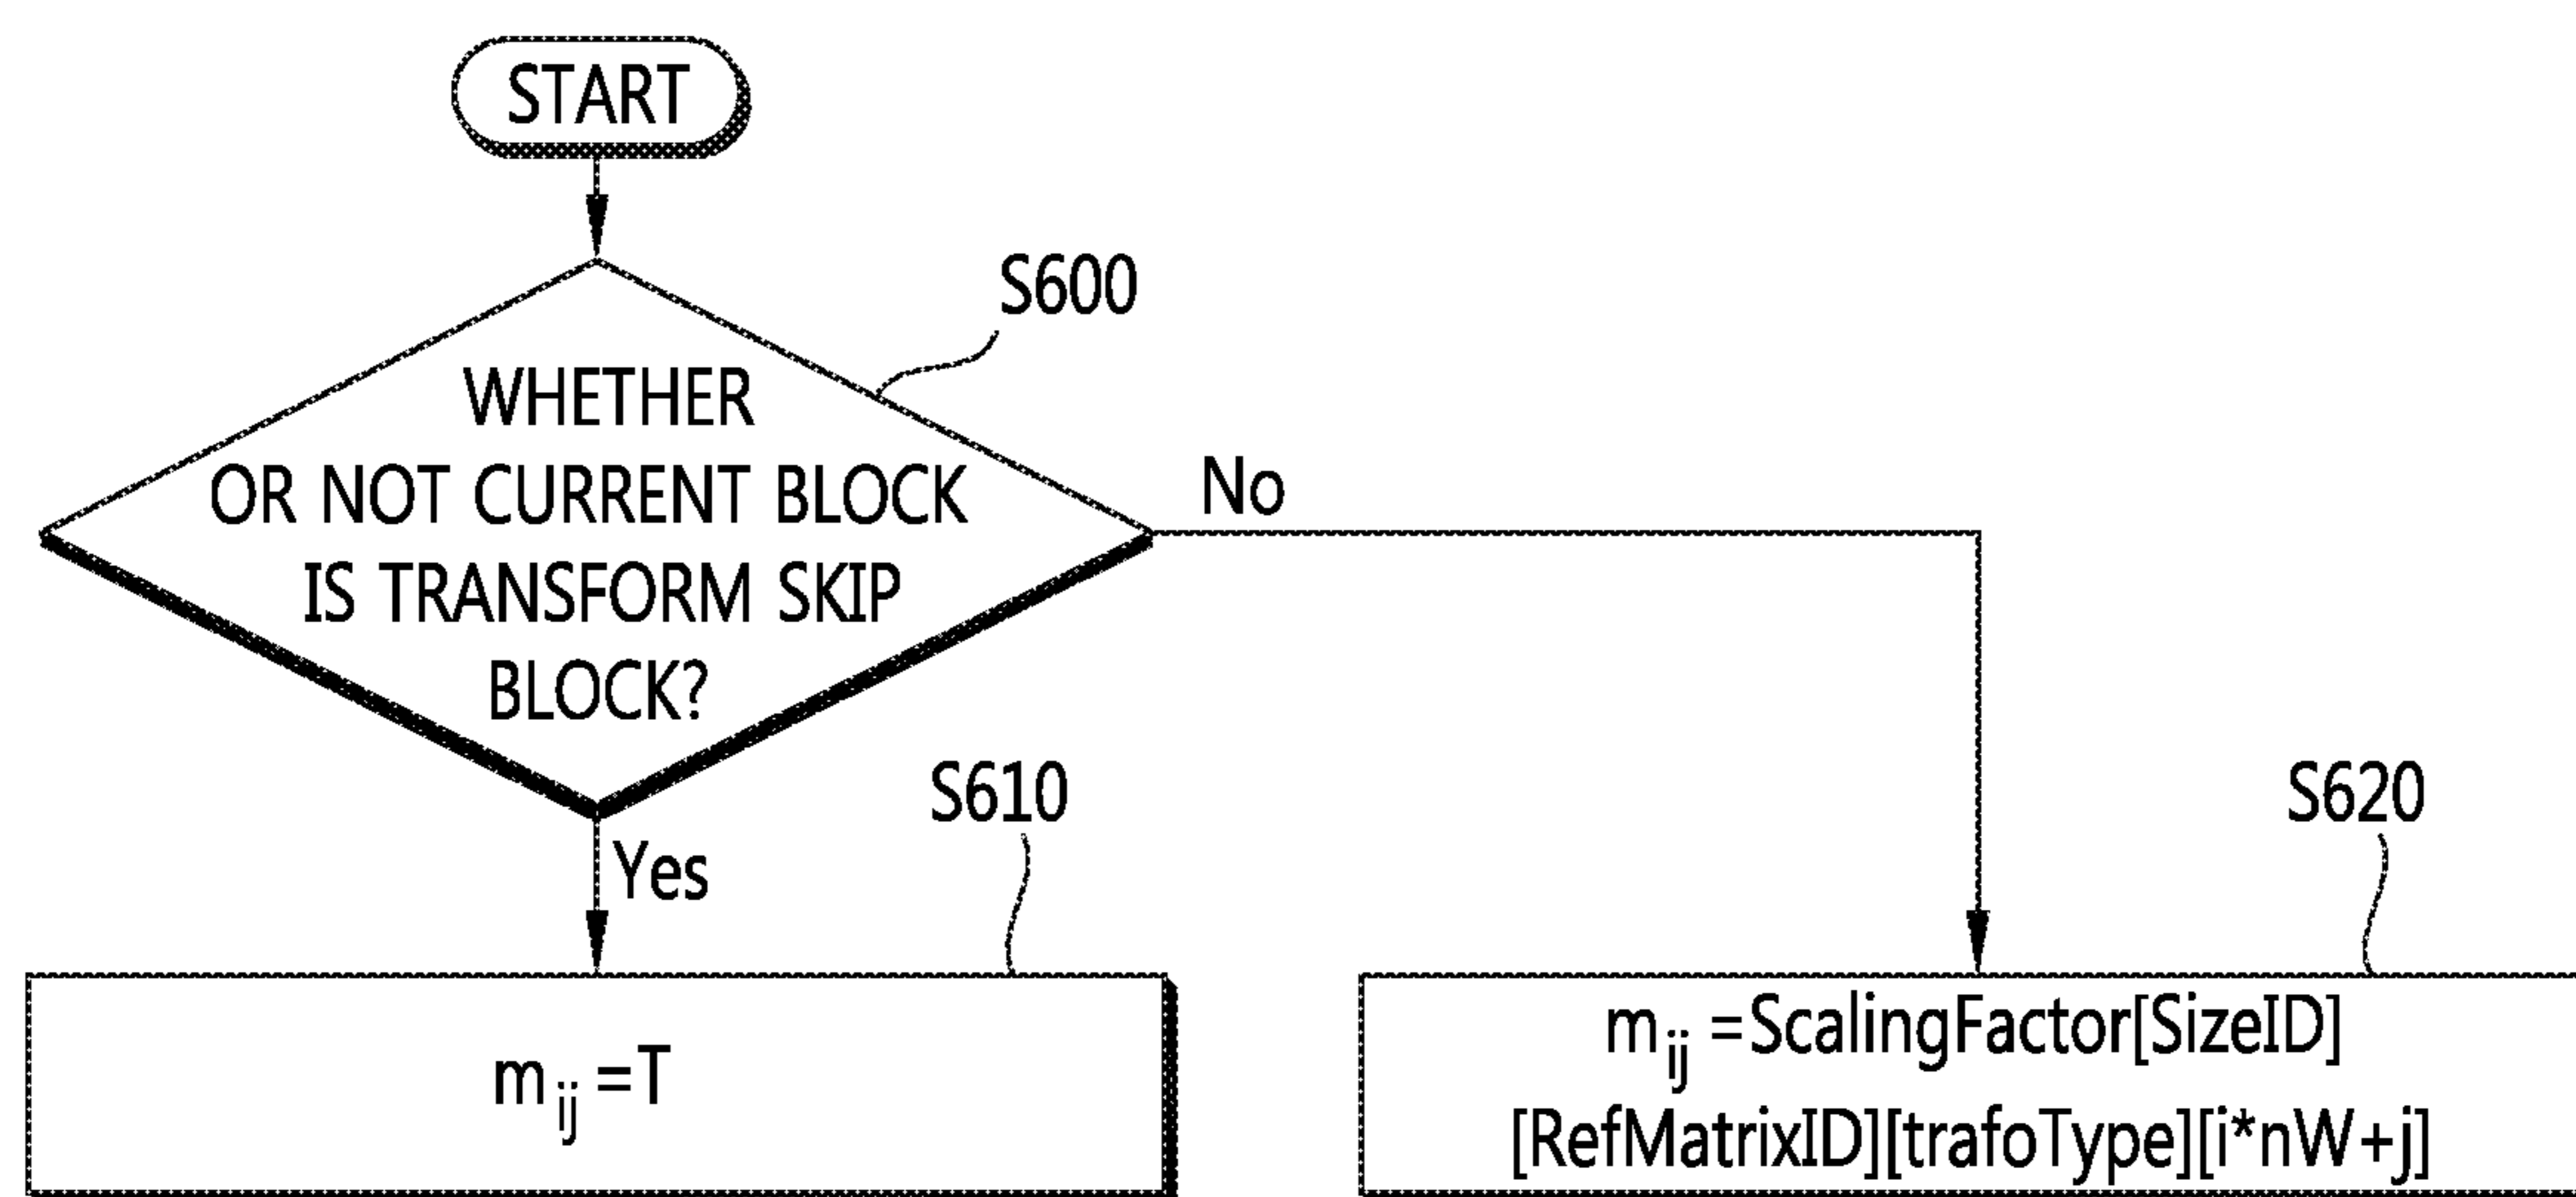 START
S600
WHETHER
OR NOT CURRENT BLOCK
IS TRANSFORM SKIP
BLOCK?
No
Yes
S610
S620
m ij =T
m ij =ScalingFactor[SizeID]
[RefMatrixID][trafoType][i*nW+j]